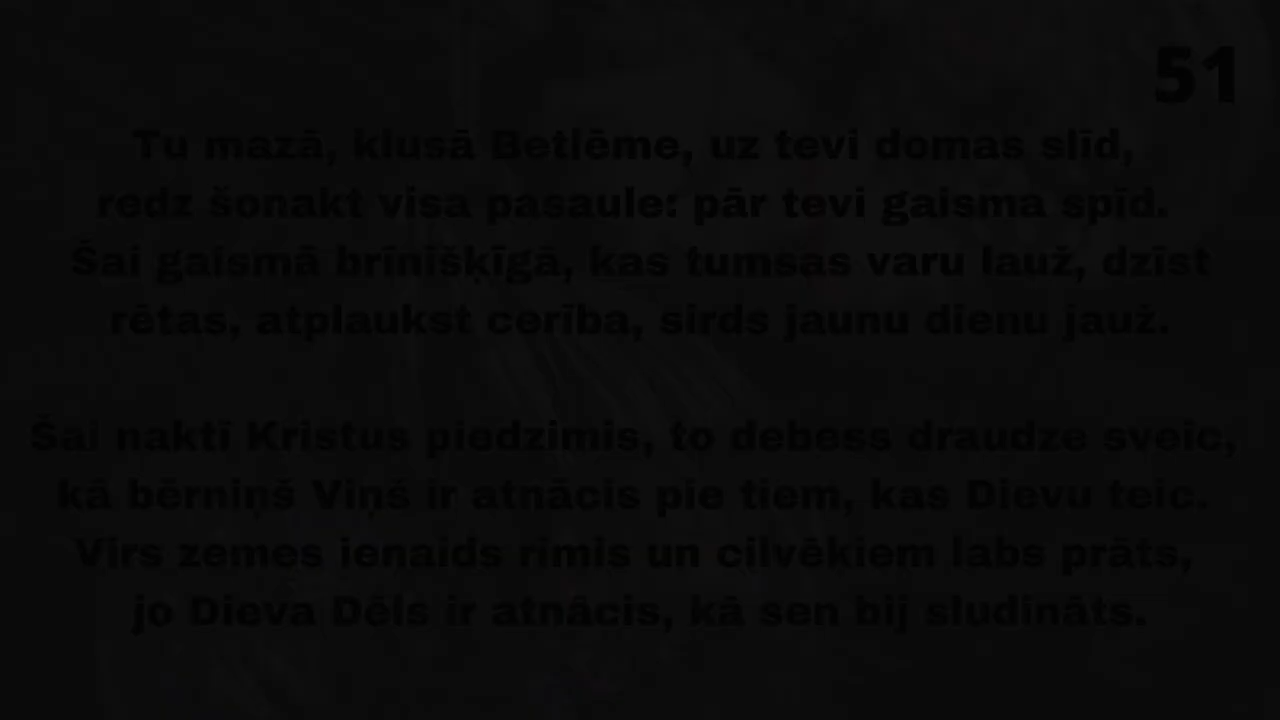 51
Tu mazā, klusā Betlēme, uz tevi domas slīd,
redz šonakt visa pasaule: pār tevi gaisma spīd.
Šai gaismā brīnišķīgā, kas tumsas varu lauž, dzīst
rētas, atplaukst cerība, sirds jaunu dienu jauž.
Šai naktī Kristus piedzimis, to debess draudze sveic,
kā bērniņš Viņš ir atnācis pie tiem, kas Dievu teic.
Virs zemes ienaids rimis un cilvēkiem labs prāts,
jo Dieva Dēls ir atnācis, kā sen bij sludināts.